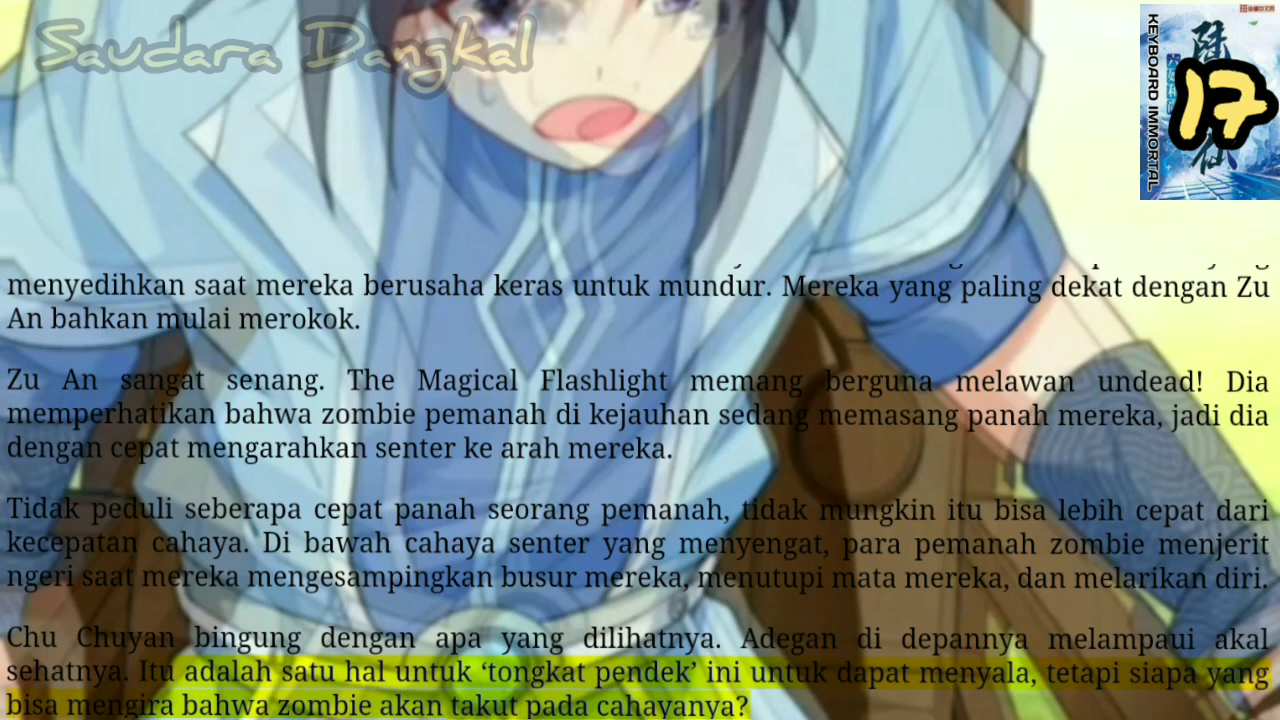 Saudara Dangkal
KEYBOARD IMMORTAL
17
menyedihkan saat mereka berusaha keras untuk mundur. Mereka yang paling dekat dengan Zu
An bahkan mulai merokok.
Zu An sangat senang. The Magical Flashlight memang berguna melawan undead! Dia
memperhatikan bahwa zombie pemanah di kejauhan sedang memasang panah mereka, jadi dia
dengan cepat mengarahkan senter ke arah mereka.
Tidak peduli seberapa cepat panah seorang pemanah, tidak mungkin itu bisa lebih cepat dari
kecepatan cahaya. Di bawah cahaya senter yang menyengat, para pemanah zombie menjerit
ngeri saat mereka mengesampingkan busur mereka, menutupi mata mereka, dan melarikan diri.
Chu Chuyan bingung dengan apa yang dilihatnya. Adegan di depannya melampaui akal
sehatnya. Itu adalah satu hal untuk ‘tongkat pendek’ ini untuk dapat menyala, tetapi siapa yang
bisa mengira bahwa zombie akan takut pada cahayanya?